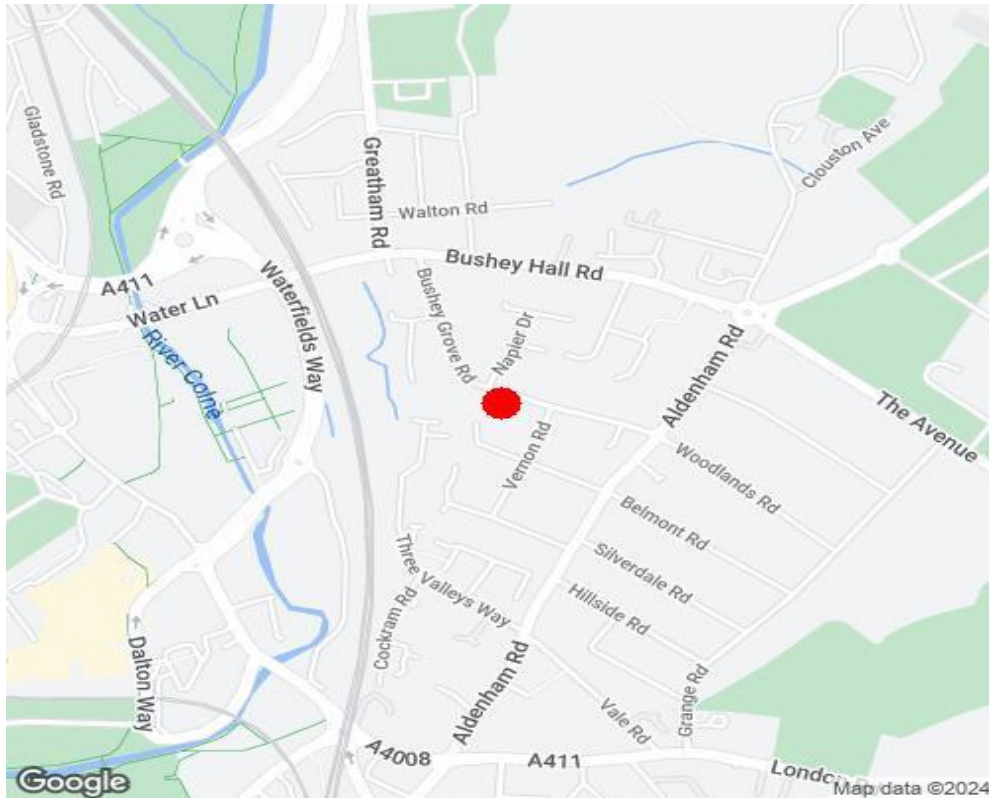 Gladstone Rd
Greatham Rd
Clouston Ave
Walton Rd
Bushey Hall Rd
A411
Water Ln
Waterfields Way
River Colne
Bushey Grove Rd
Napier Dr
Aldenham Rd
The Avenue
Vernon Rd
Woodlands Rd
Belmont Rd
Silverdale Rd
Hillside Rd
Three Valleys Way
Cockram Rd
Dalton Way
Aldenham Rd
Grange Rd
Vale Rd
A4008
A411
London
Google
Map data ©2024